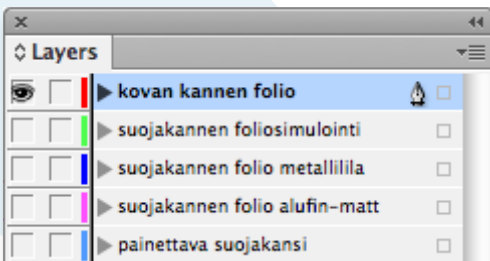 Layers
kovan kannen folio
suojakannen foliosimulointi
suojakannen folio metallilila
suojakannen folio alufin-matt
painettava suojakansi